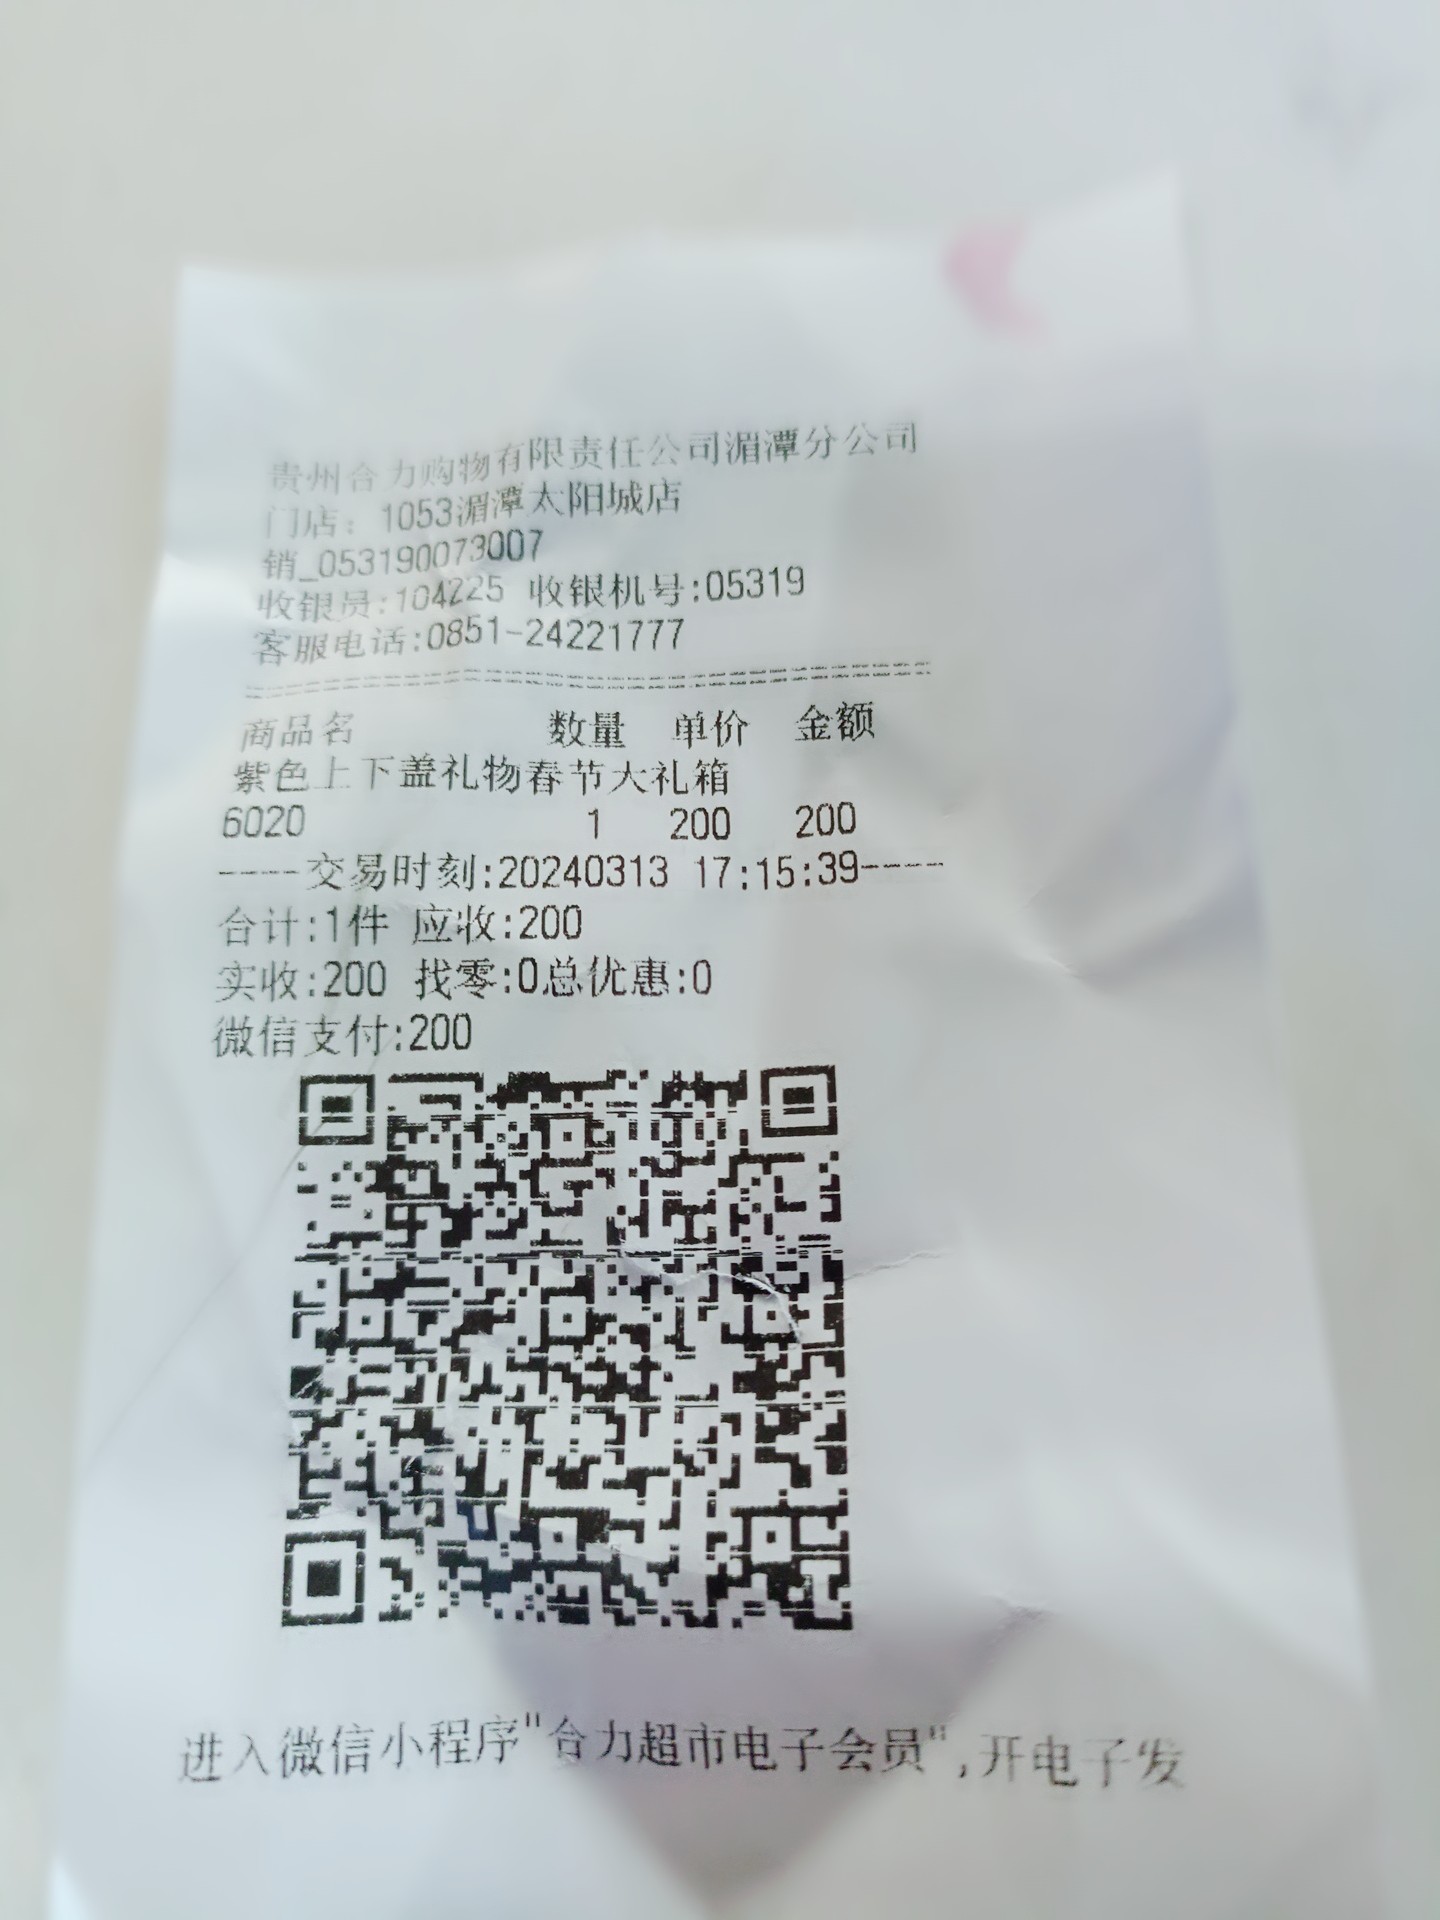 贵州合力购物有限责任公司湄潭分公司
门店：1053湄潭太阳城店
销_053190073007
收银员:104225 收银机号:05319
客服电话:0851-24221777
商品名 数量 单价 金额
紫色上下盖礼物春节大礼箱
6020 1 200 200
----交易时刻:20240313 17:15:39----
合计:1件 应收:200
实收:200 找零:0总优惠:0
微信支付:200
进入微信小程序"合力超市电子会员",开电子发